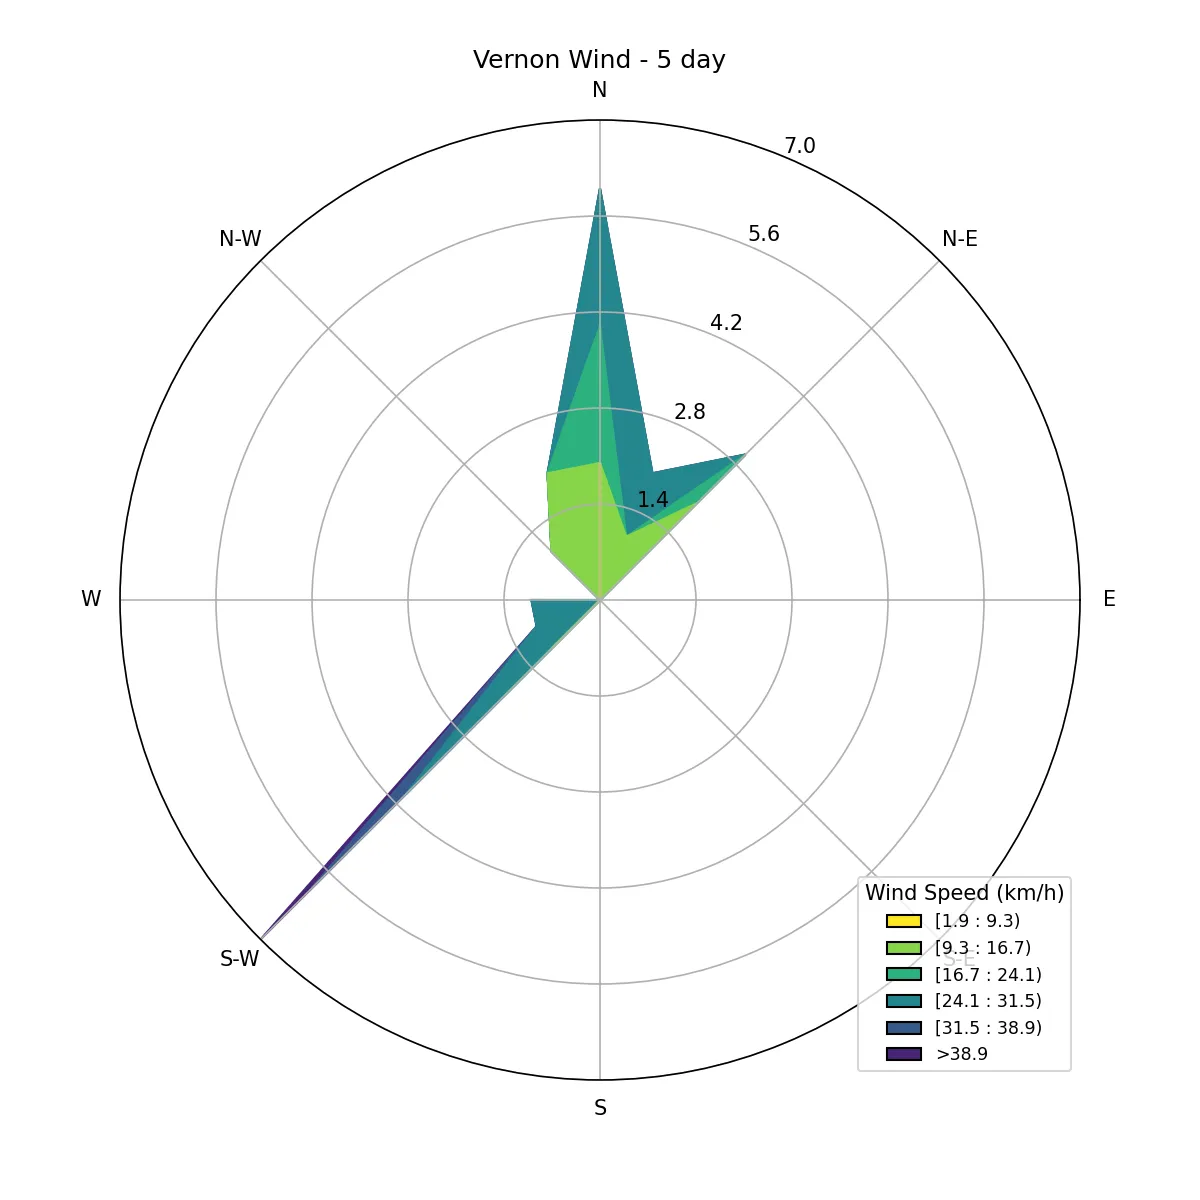 Vernon Wind - 5 day
N
7.0
N-W
5.6
N-E
4.2
2.8
1.4
W
E
Wind Speed (km/h)
[1.9 : 9.3)
[9.3 : 16.7)
S-W
S-E
[16.7 : 24.1)
[24.1 : 31.5)
[31.5 : 38.9)
>38.9
S